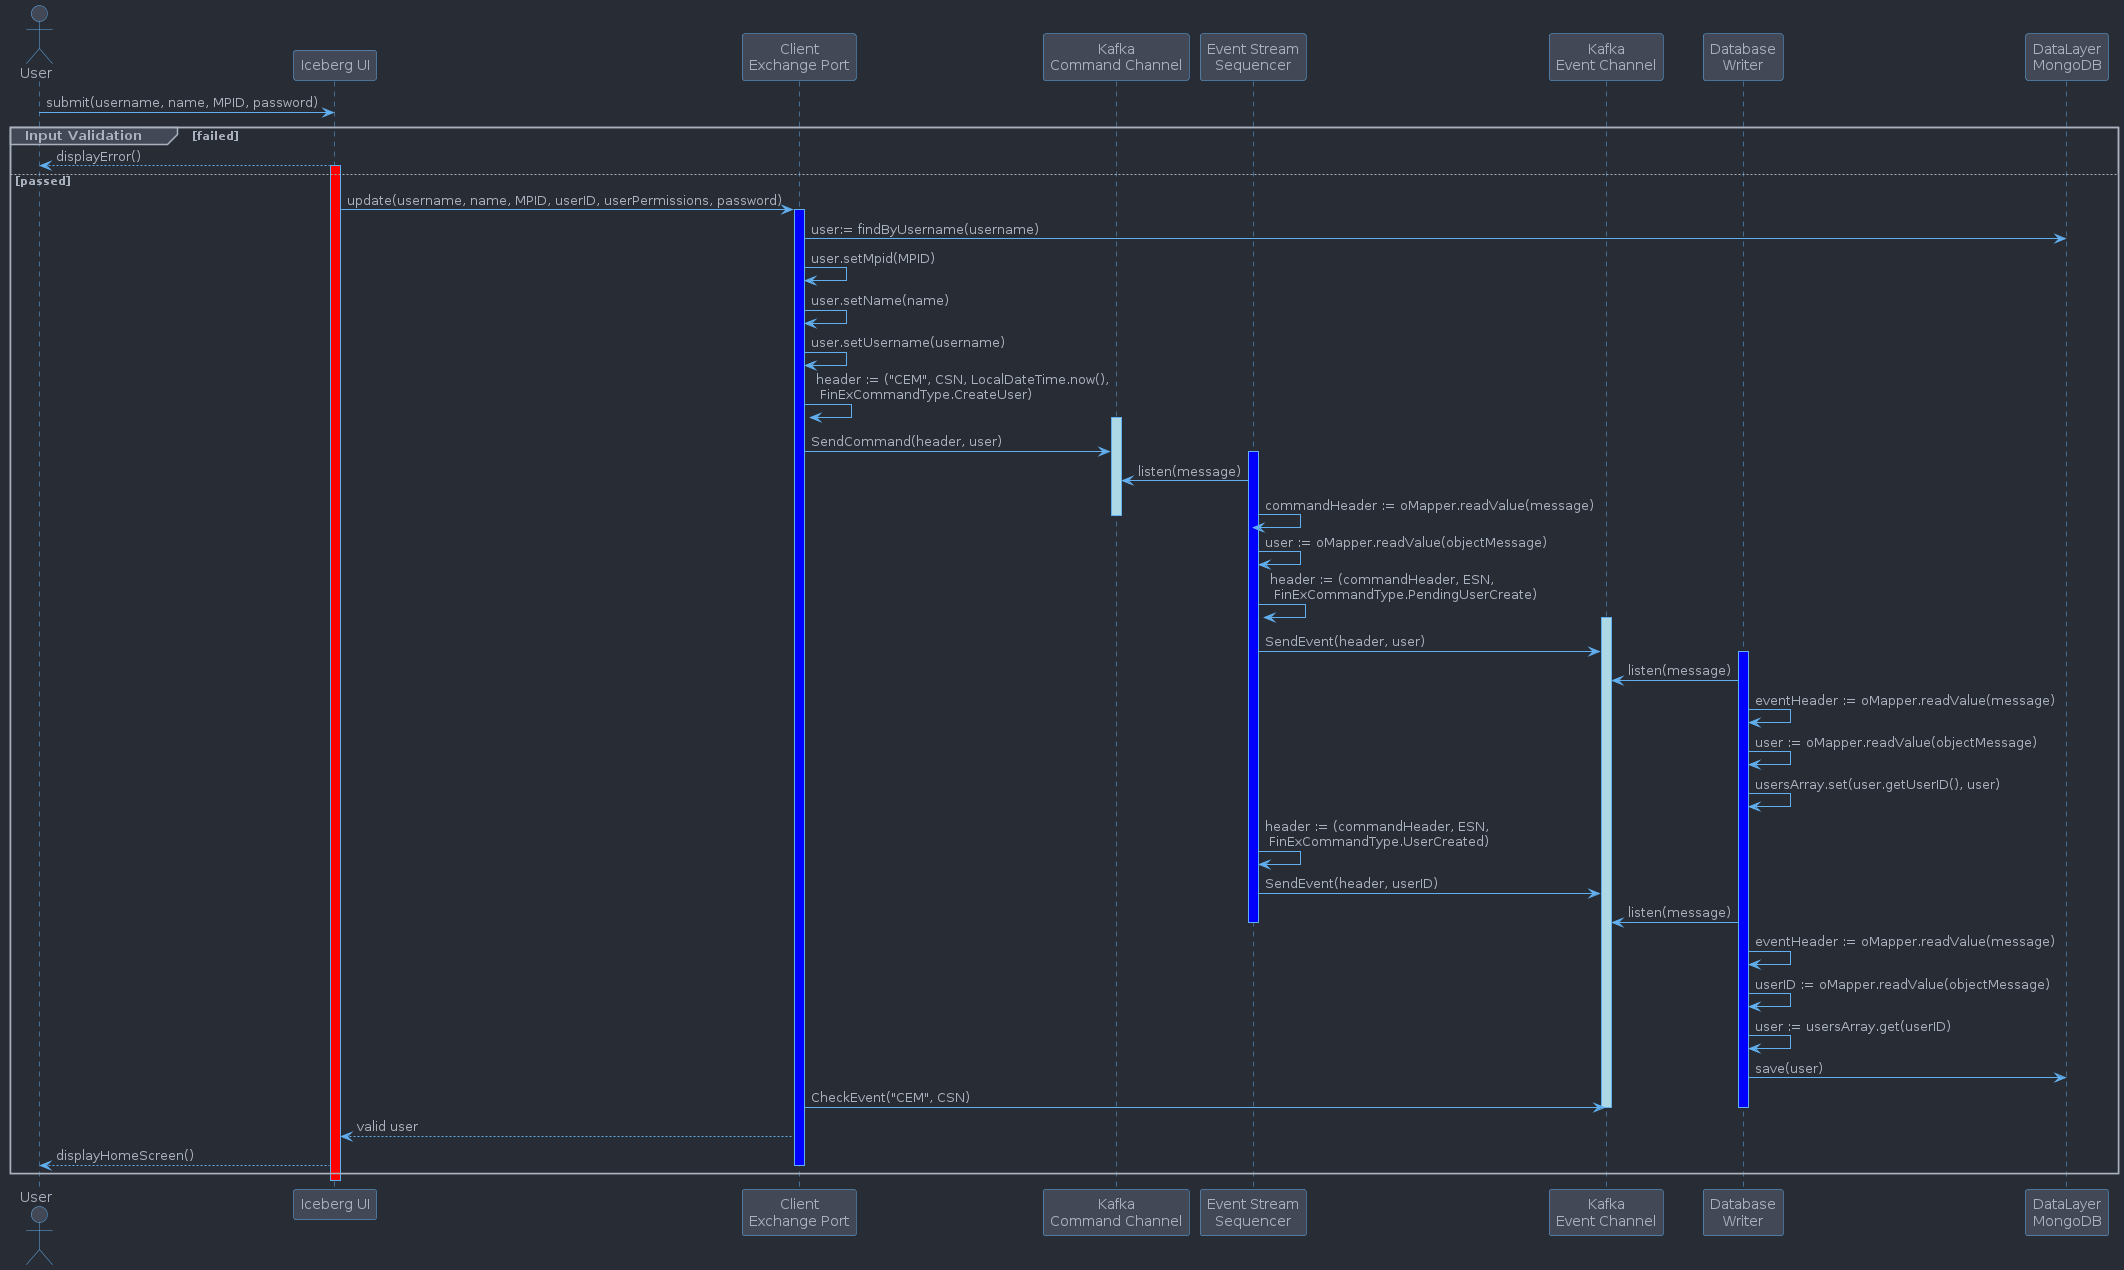 User
Iceberg UI
Client
Exchange Port
Kafka
Command Channel
Event Stream
Sequencer
Kafka
Event Channel
Database
Writer
DataLayer
MongoDB
submit(username, name, MPID, password)
Input Validation
[failed]
displayError()
[passed]
update(username, name, MPID, userID, userPermissions, password)
user:= findByUsername(username)
user.setMpid(MPID)
user.setName(name)
user.setUsername(username)
header := ("CEM", CSN, LocalDateTime.now(),
FinExCommandType.CreateUser)
SendCommand(header, user)
listen(message)
commandHeader := oMapper.readValue(message)
user := oMapper.readValue(objectMessage)
header := (commandHeader, ESN,
FinExCommandType.PendingUserCreate)
SendEvent(header, user)
listen(message)
eventHeader := oMapper.readValue(message)
user := oMapper.readValue(objectMessage)
usersArray.set(user.getUserID(), user)
header := (commandHeader, ESN,
FinExCommandType.UserCreated)
SendEvent(header, userID)
listen(message)
eventHeader := oMapper.readValue(message)
userID := oMapper.readValue(objectMessage)
user := usersArray.get(userID)
save(user)
CheckEvent("CEM", CSN)
valid user
displayHomeScreen()
User
Iceberg UI
Client
Exchange Port
Kafka
Command Channel
Event Stream
Sequencer
Kafka
Event Channel
Database
Writer
DataLayer
MongoDB